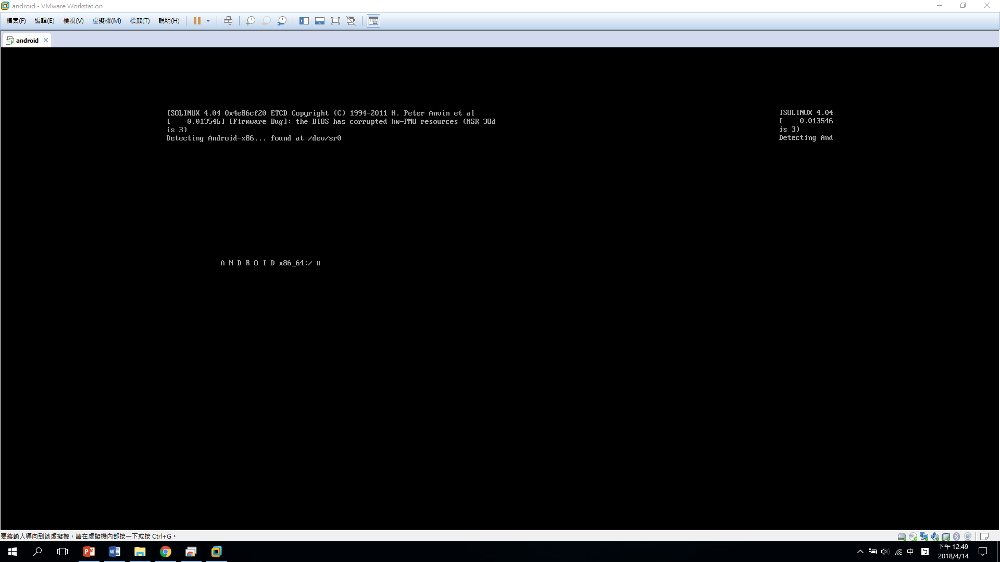 android - VMware Workstation
檔案(F) 編輯(E) 檢視(V) 虛擬機(M) 標籤(T) 說明(H)
android
ISOLINUX 4.04 0x4e86cf20 ETCD Copyright (C) 1994-2011 H. Peter Anvin et al
[    0.013546] [Firmware Bug]: the BIOS has corrupted hw-PMU resources (MSR 38d
is 3)
Detecting Android-x86... found at /dev/sr0
ISOLINUX 4.04
[    0.013546
is 3)
Detecting And
A N D R O I D x86_64:/ #
要將輸入導向到該虛擬機，請在虛擬機內部按一下或按 Ctrl+G。
中
ㄅ
下午 12:49
2018/4/14